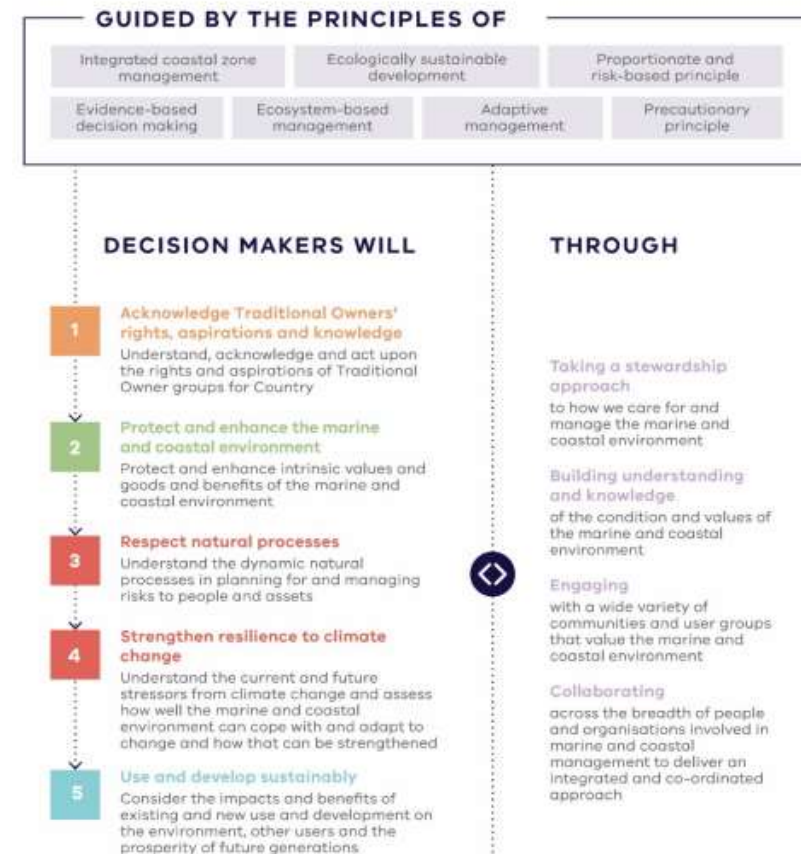 GUIDED BY THE PRINCIPLES OF
Integrated coastal zone
management
Ecologically sustainable
development
Proportionate and
risk-based principle
Evidence-based
decision making
Ecosystem-based
management
Adaptive
management
Precautionary
principle
DECISION MAKERS WILL
1
Acknowledge Traditional Owners'
rights, aspirations and knowledge
Understand, acknowledge and act upon
the rights and aspirations of Traditional
Owner groups for Country
2
Protect and enhance the marine
and coastal environment
Protect and enhance intrinsic values and
goods and benefits of the marine and
coastal environment
3
Respect natural processes
Understand the dynamic natural
processes in planning for and managing
risks to people and assets
4
Strengthen resilience to climate
change
Understand the current and future
stressors from climate change and assess
how well the marine and coastal
environment can cope with and adapt to
change and how that can be strengthened
5
Use and develop sustainably
Consider the impacts and benefits of
existing and new use and development on
the environment, other users and the
prosperity of future generations
THROUGH
Taking a stewardship
approach
to how we care for and
manage the marine and
coastal environment
Building understanding
and knowledge
of the condition and values of
the marine and coastal
environment
Engaging
with a wide variety of
communities and user groups
that value the marine and
coastal environment
Collaborating
across the breadth of people
and organisations involved in
marine and coastal
management to deliver an
integrated and co-ordinated
approach